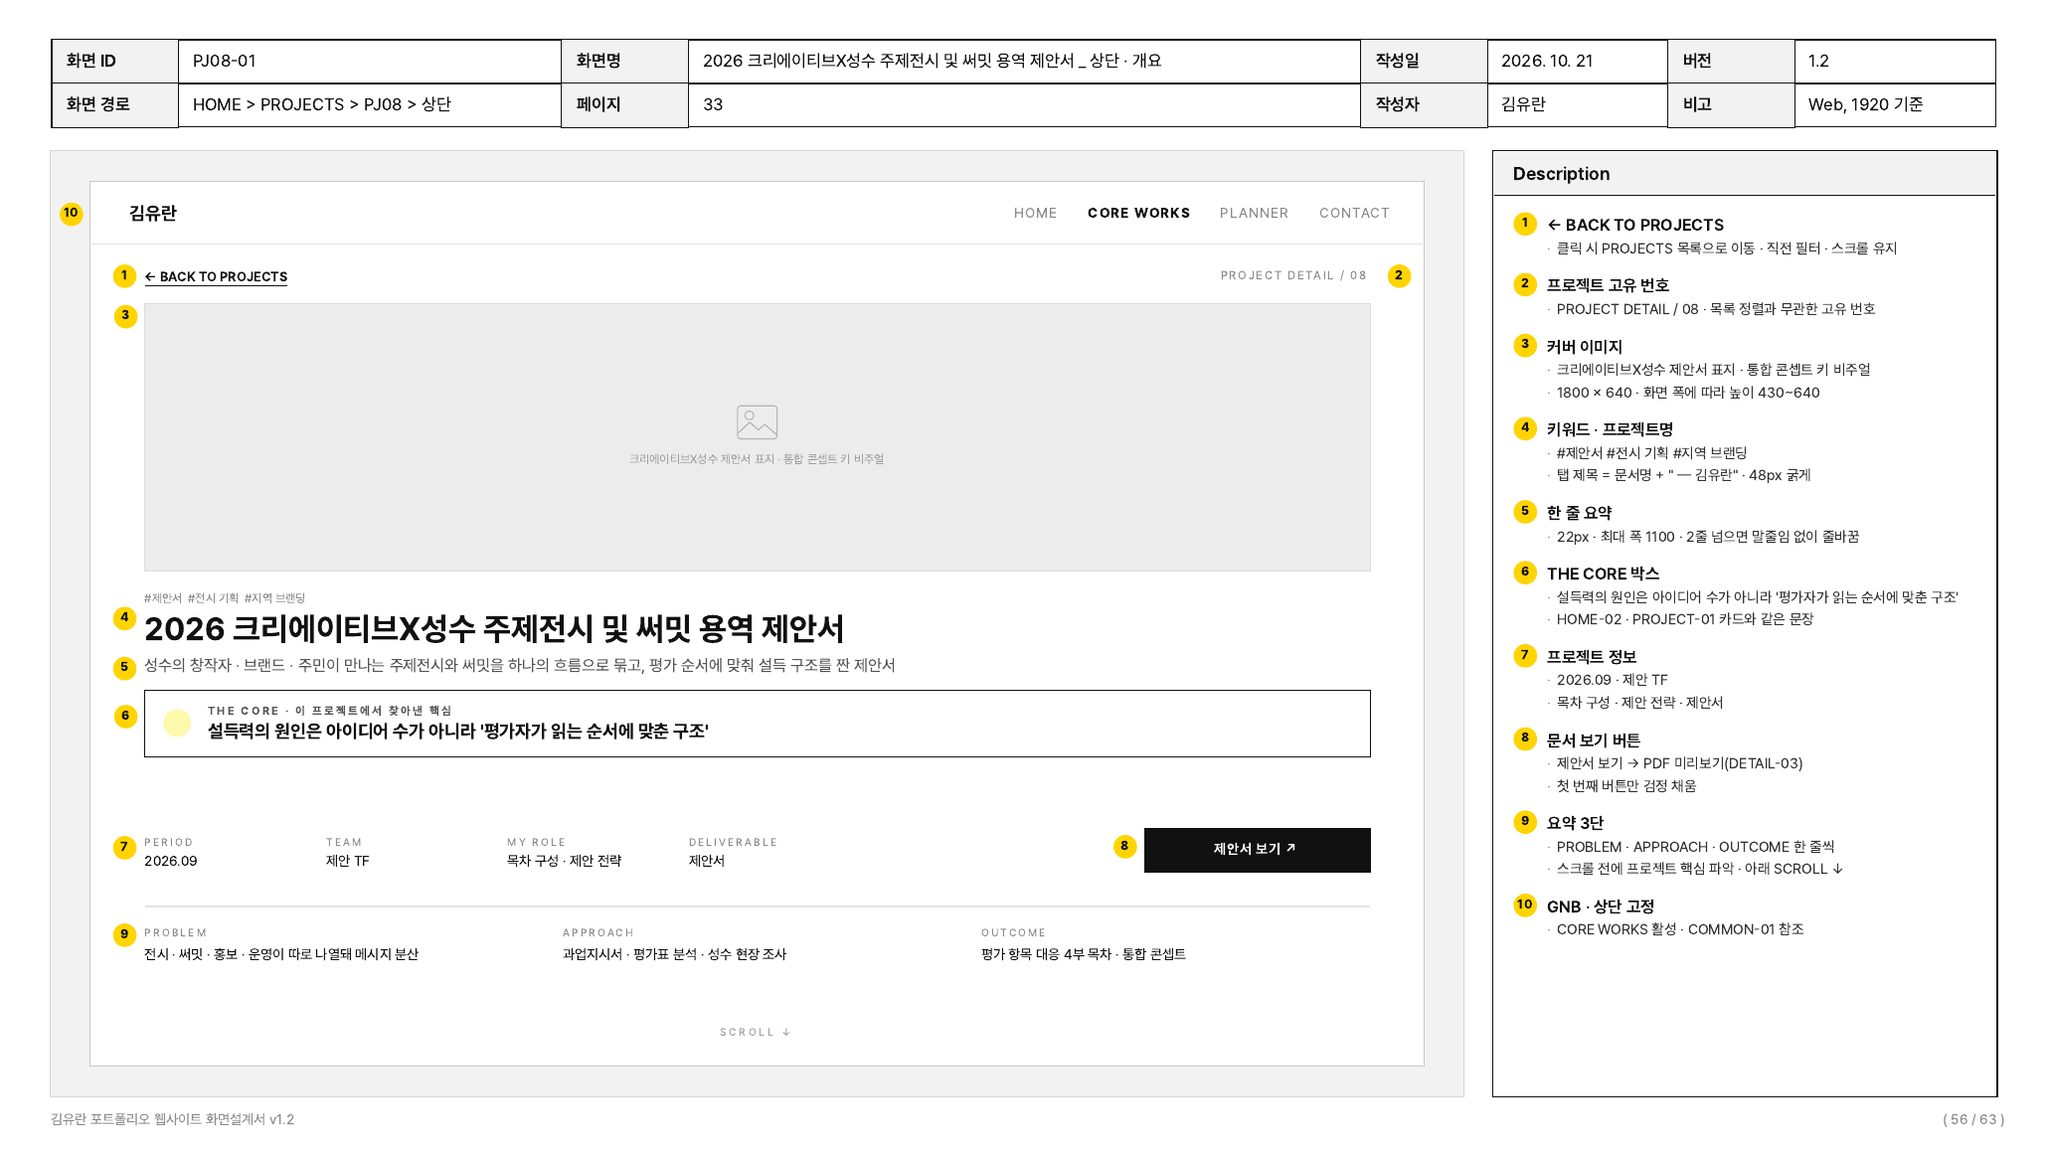 화면 ID
PJ08-01
화면명
2026 크리에이티브X성수 주제전시 및 써밋 용역 제안서 _ 상단 · 개요
작성일
2026. 10. 21
버전
1.2
화면 경로
HOME > PROJECTS > PJ08 > 상단
페이지
33
작성자
김유란
비고
Web, 1920 기준
10
김유란
HOME
CORE WORKS
PLANNER
CONTACT
1
← BACK TO PROJECTS
PROJECT DETAIL / 08
2
3
크리에이티브X성수 제안서 표지 · 통합 콘셉트 키 비주얼
#제안서 #전시 기획 #지역 브랜딩
4
2026 크리에이티브X성수 주제전시 및 써밋 용역 제안서
5
성수의 창작자 · 브랜드 · 주민이 만나는 주제전시와 써밋을 하나의 흐름으로 묶고, 평가 순서에 맞춰 설득 구조를 짠 제안서
6
THE CORE · 이 프로젝트에서 찾아낸 핵심
설득력의 원인은 아이디어 수가 아니라 '평가자가 읽는 순서에 맞춘 구조'
7
PERIOD
2026.09
TEAM
제안 TF
MY ROLE
목차 구성 · 제안 전략
DELIVERABLE
제안서
8
제안서 보기 ↗
9
PROBLEM
전시 · 써밋 · 홍보 · 운영이 따로 나열돼 메시지 분산
APPROACH
과업지시서 · 평가표 분석 · 성수 현장 조사
OUTCOME
평가 항목 대응 4부 목차 · 통합 콘셉트
SCROLL ↓
Description
1
← BACK TO PROJECTS
· 클릭 시 PROJECTS 목록으로 이동 · 직전 필터 · 스크롤 유지
2
프로젝트 고유 번호
· PROJECT DETAIL / 08 · 목록 정렬과 무관한 고유 번호
3
커버 이미지
· 크리에이티브X성수 제안서 표지 · 통합 콘셉트 키 비주얼
· 1800 × 640 · 화면 폭에 따라 높이 430~640
4
키워드 · 프로젝트명
· #제안서 #전시 기획 #지역 브랜딩
· 탭 제목 = 문서명 + " — 김유란" · 48px 굵게
5
한 줄 요약
· 22px · 최대 폭 1100 · 2줄 넘으면 말줄임 없이 줄바꿈
6
THE CORE 박스
· 설득력의 원인은 아이디어 수가 아니라 '평가자가 읽는 순서에 맞춘 구조'
· HOME-02 · PROJECT-01 카드와 같은 문장
7
프로젝트 정보
· 2026.09 · 제안 TF
· 목차 구성 · 제안 전략 · 제안서
8
문서 보기 버튼
· 제안서 보기 → PDF 미리보기(DETAIL-03)
· 첫 번째 버튼만 검정 채움
9
요약 3단
· PROBLEM · APPROACH · OUTCOME 한 줄씩
· 스크롤 전에 프로젝트 핵심 파악 · 아래 SCROLL ↓
10
GNB · 상단 고정
· CORE WORKS 활성 · COMMON-01 참조
김유란 포트폴리오 웹사이트 화면설계서 v1.2
( 56 / 63 )